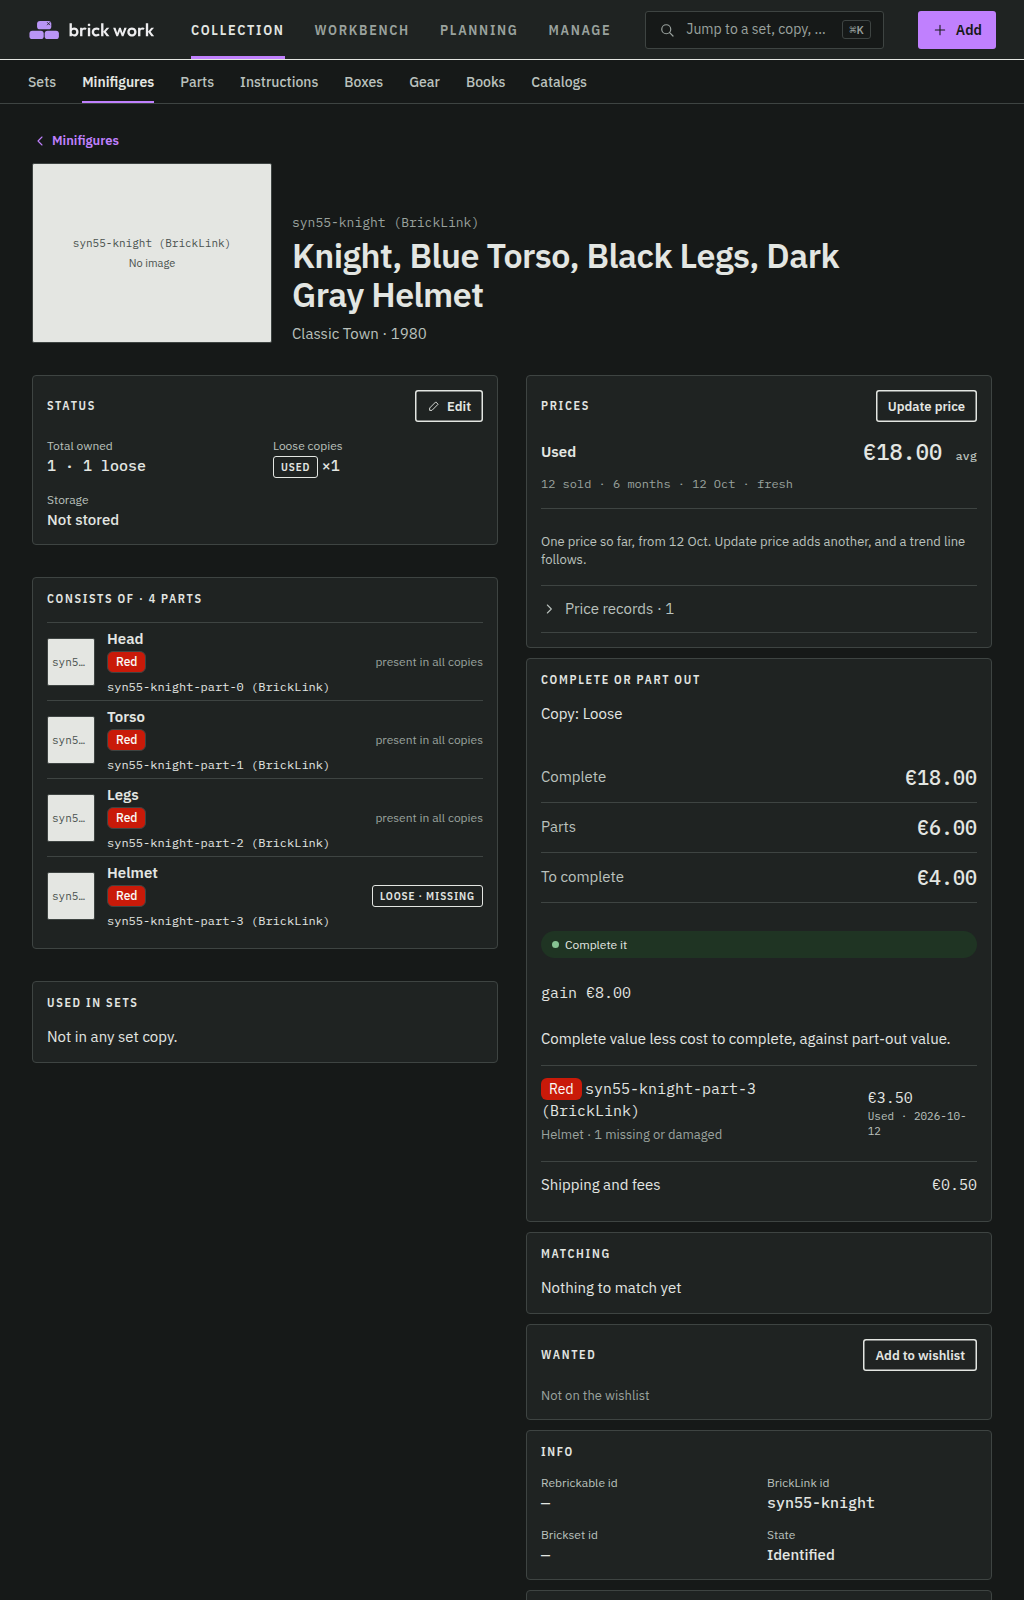 brick work
COLLECTION
WORKBENCH
PLANNING
MANAGE
Jump to a set, copy, ...
⌘K
+ Add
Sets
Minifigures
Parts
Instructions
Boxes
Gear
Books
Catalogs
Minifigures
syn55-knight (BrickLink)
No image
syn55-knight (BrickLink)
Knight, Blue Torso, Black Legs, Dark
Gray Helmet
Classic Town · 1980
STATUS
Edit
Total owned
1 · 1 loose
Loose copies
USED ×1
Storage
Not stored
CONSISTS OF · 4 PARTS
syn5…
Head
Red
syn55-knight-part-0 (BrickLink)
present in all copies
syn5…
Torso
Red
syn55-knight-part-1 (BrickLink)
present in all copies
syn5…
Legs
Red
syn55-knight-part-2 (BrickLink)
present in all copies
syn5…
Helmet
Red
syn55-knight-part-3 (BrickLink)
LOOSE · MISSING
USED IN SETS
Not in any set copy.
PRICES
Update price
Used
€18.00 avg
12 sold · 6 months · 12 Oct · fresh
One price so far, from 12 Oct. Update price adds another, and a trend line
follows.
Price records · 1
COMPLETE OR PART OUT
Copy: Loose
Complete
€18.00
Parts
€6.00
To complete
€4.00
Complete it
gain €8.00
Complete value less cost to complete, against part-out value.
Red syn55-knight-part-3
(BrickLink)
Helmet · 1 missing or damaged
€3.50
Used · 2026-10-
12
Shipping and fees
€0.50
MATCHING
Nothing to match yet
WANTED
Add to wishlist
Not on the wishlist
INFO
Rebrickable id
—
BrickLink id
syn55-knight
Brickset id
—
State
Identified